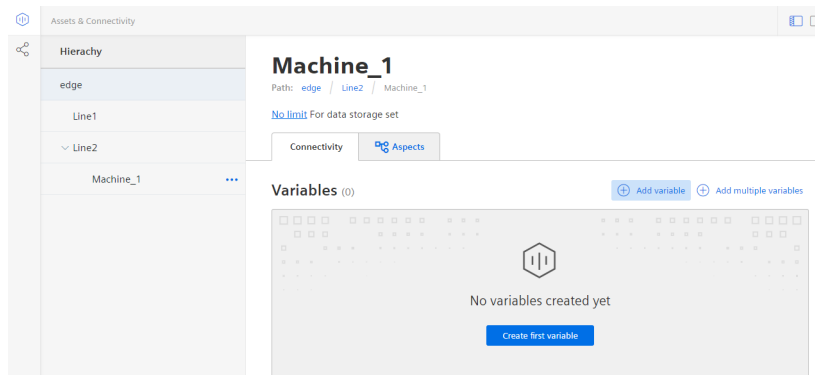 Assets & Connectivity
Hierachy
edge
Line1
Line2
Machine_1
Machine_1
Path: edge / Line2 / Machine_1
No limit For data storage set
Connectivity
Aspects
Variables (0)
Add variable
Add multiple variables
No variables created yet
Create first variable